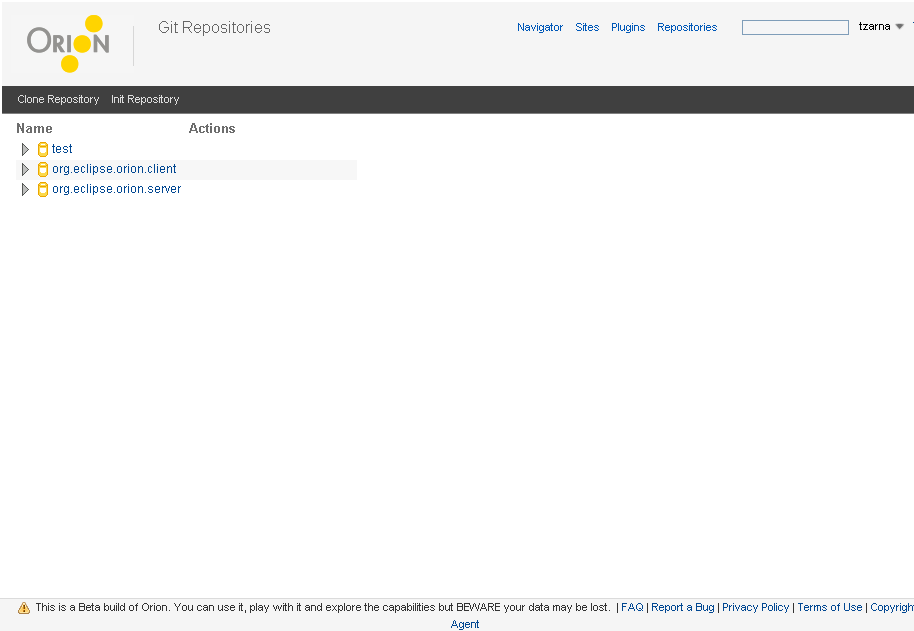 ORION
Git Repositories
Navigator Sites Plugins Repositories tzarna
Clone Repository Init Repository
Name Actions
test
org.eclipse.orion.client
org.eclipse.orion.server
This is a Beta build of Orion. You can use it, play with it and explore the capabilities but BEWARE your data may be lost. | FAQ | Report a Bug | Privacy Policy | Terms of Use | Copyrigh
Agent